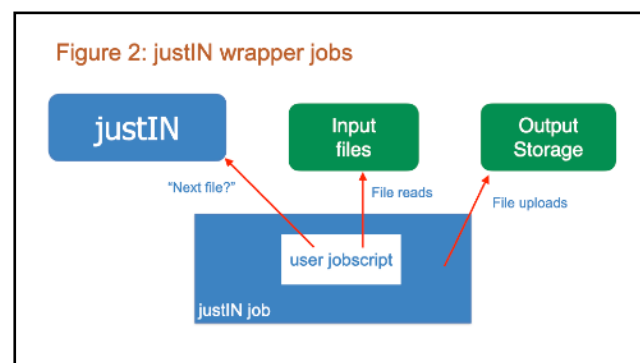 Figure 2: justIN wrapper jobs
justIN
Input
files
Output
Storage
"Next file?"
File reads
File uploads
user jobscript
justIN job